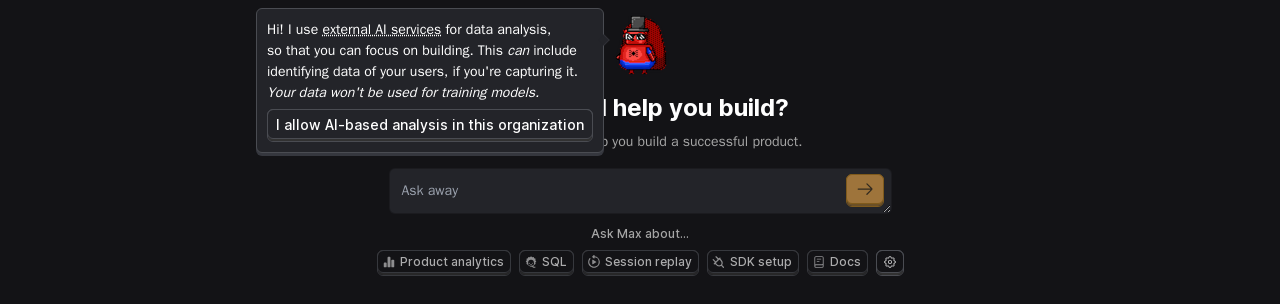 Hi! I use external AI services for data analysis,
so that you can focus on building. This can include
identifying data of your users, if you're capturing it.
Your data won't be used for training models.
I allow AI-based analysis in this organization
help you build?
you build a successful product.
Ask away
Ask Max about...
Product analytics
SQL
Session replay
SDK setup
Docs